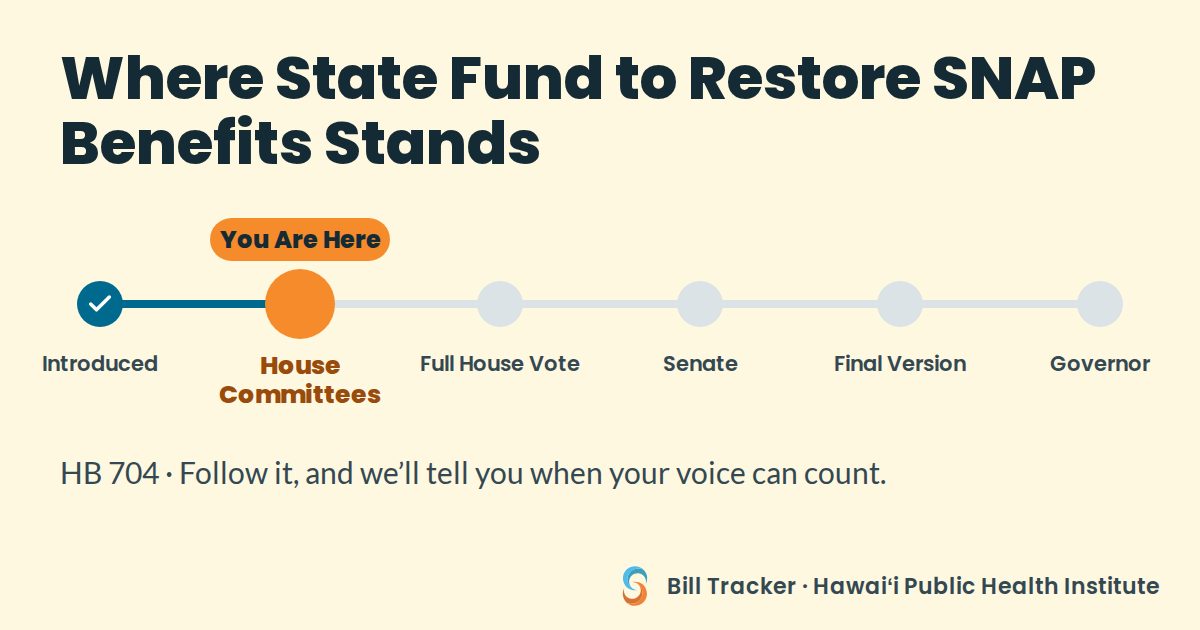 Where State Fund to Restore SNAP
Benefits Stands
You Are Here
Introduced
House
Committees
Full House Vote
Senate
Final Version
Governor
HB 704 · Follow it, and we’ll tell you when your voice can count.
Bill Tracker · Hawaiʻi Public Health Institute